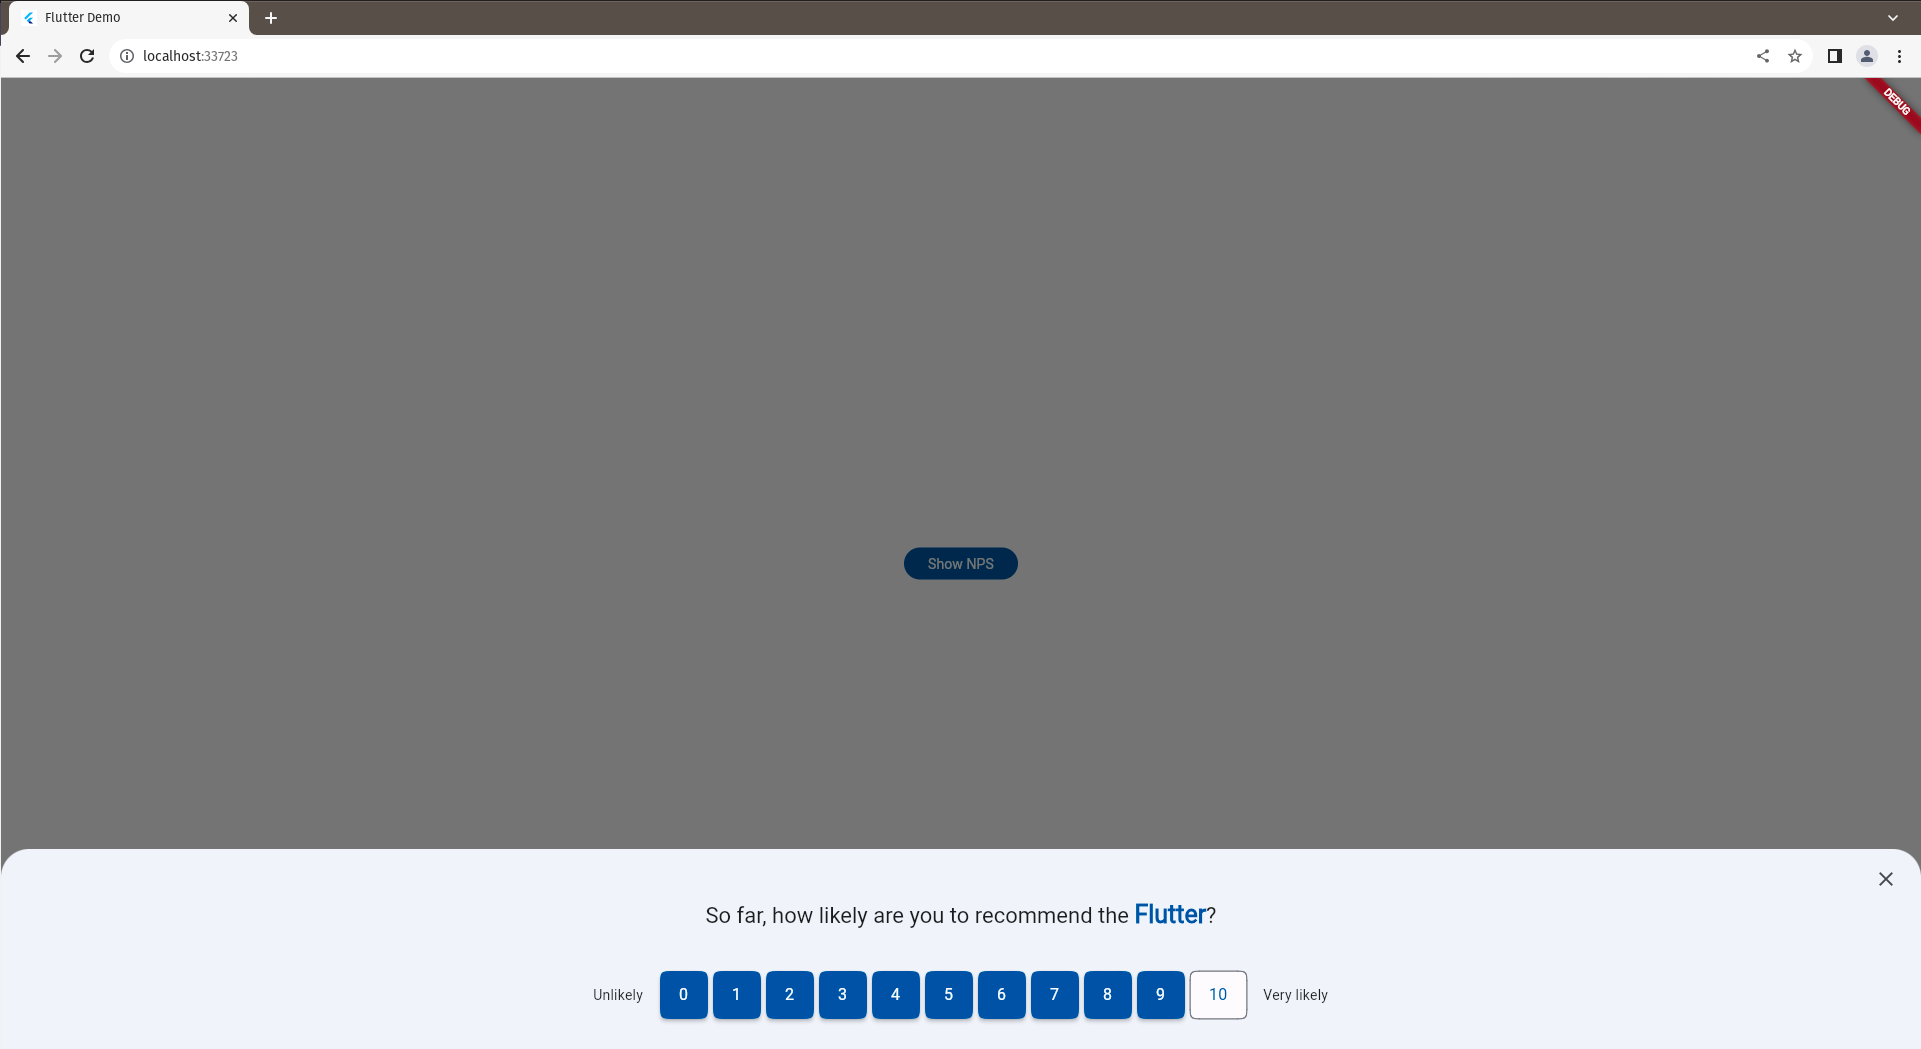 Flutter Demo
localhost:33723
DEBUG
Show NPS
So far, how likely are you to recommend the Flutter?
Unlikely 0 1 2 3 4 5 6 7 8 9 10 Very likely